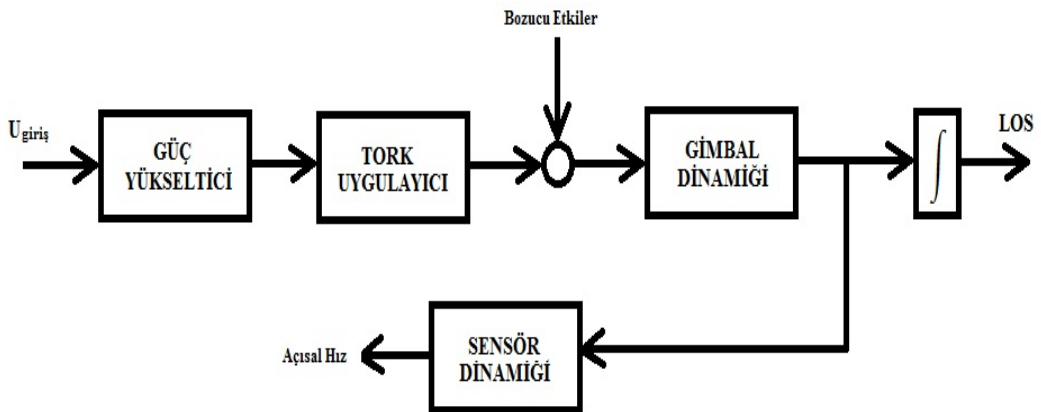 Bozucu Etkiler
Ugiriş
GÜÇ
YÜKSELTİCİ
TORK
UYGULAYICI
GİMBAL
DİNAMİĞİ
∫
LOS
Açısal Hız
SENSÖR
DİNAMİĞİ